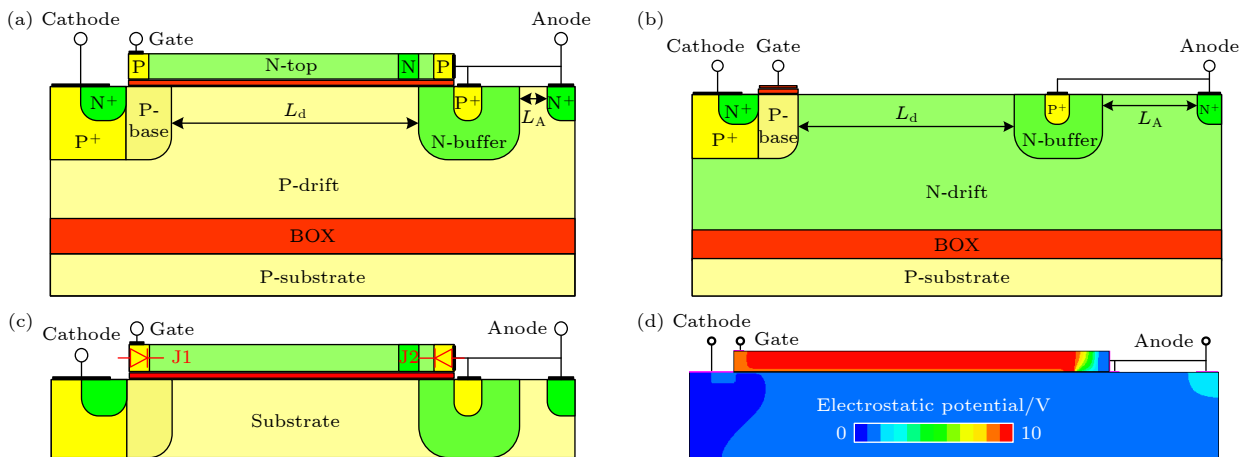 (a)
Cathode
Gate
Anode
P
N-top
N
P
N+
P-base
P+
Ld
P+
LA
N+
N-buffer
P-drift
BOX
P-substrate
(b)
Cathode
Gate
Anode
N+
P-base
P+
Ld
P+
LA
N+
N-buffer
N-drift
BOX
P-substrate
(c)
Cathode
Gate
Anode
J1
J2
Substrate
(d)
Cathode
Gate
Anode
Electrostatic potential/V
0
10